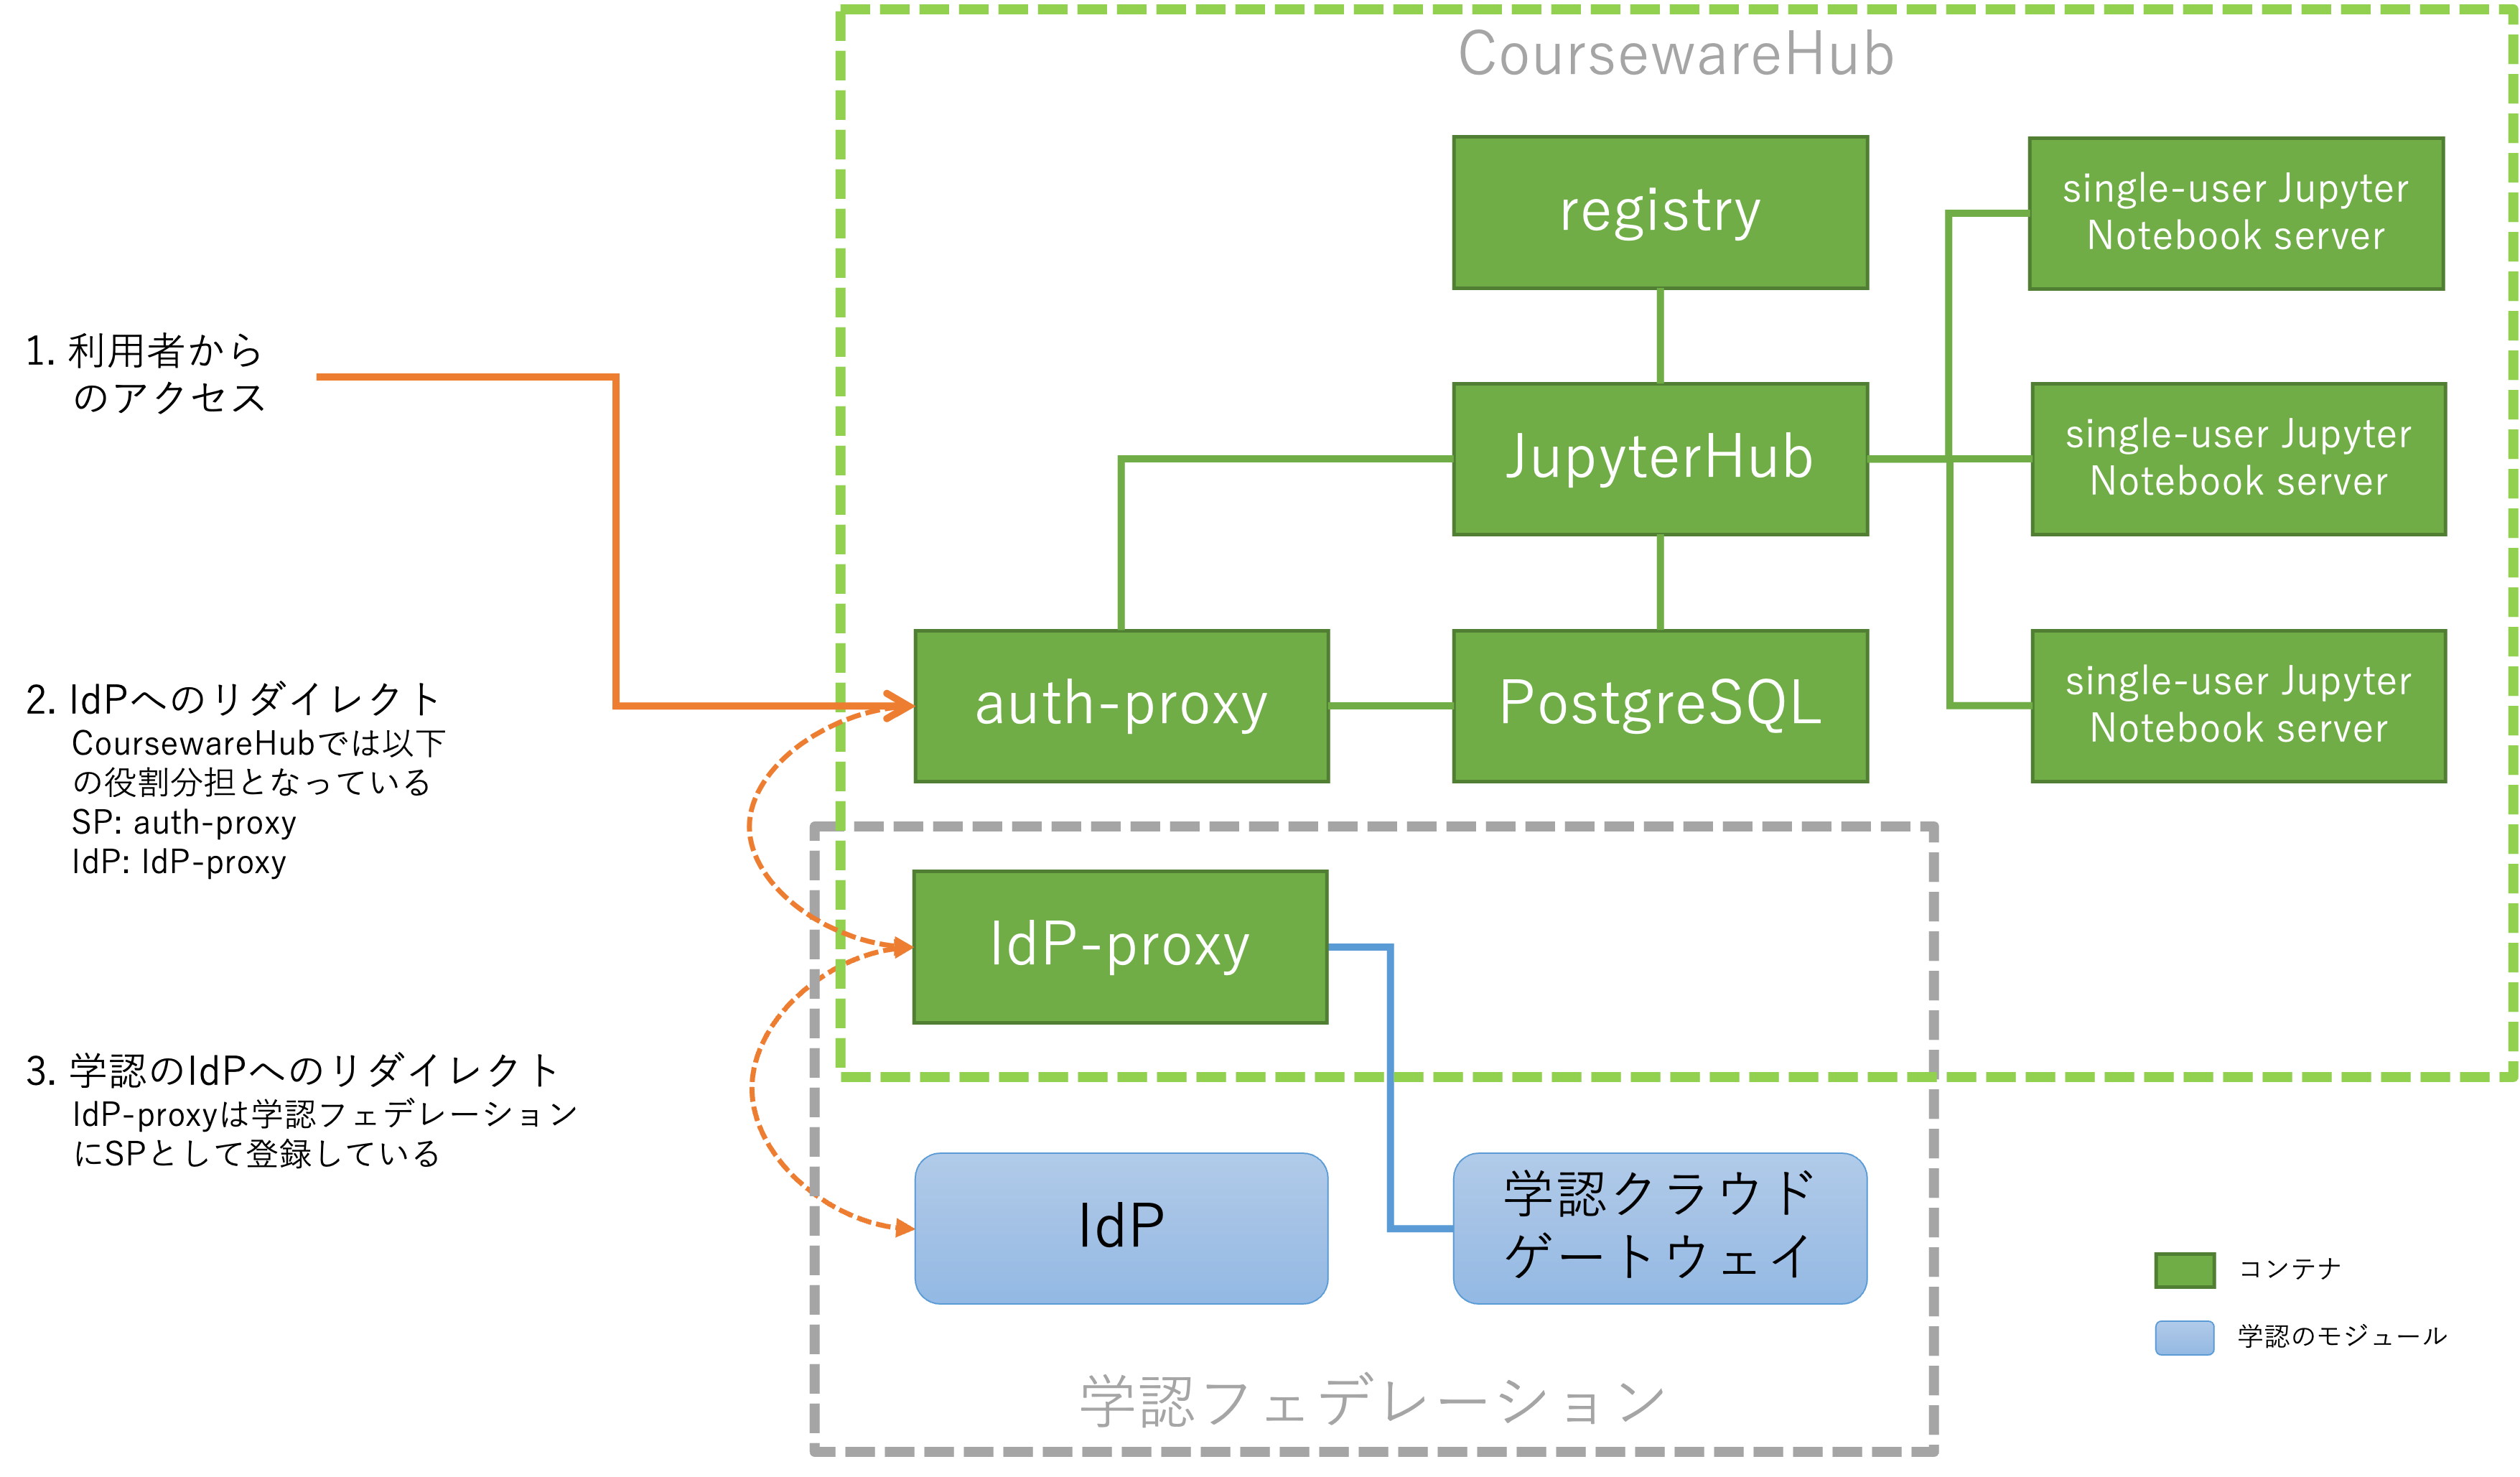 CoursewareHub
registry
single-user Jupyter
Notebook server
1. 利用者から
のアクセス
JupyterHub
single-user Jupyter
Notebook server
2. IdPへのリダイレクト
CoursewareHubでは以下
の役割分担となっている
SP: auth-proxy
IdP: IdP-proxy
auth-proxy
PostgreSQL
single-user Jupyter
Notebook server
IdP-proxy
3. 学認のIdPへのリダイレクト
IdP-proxyは学認フェデレーション
にSPとして登録している
IdP
学認クラウド
ゲートウェイ
コンテナ
学認のモジュール
学認フェデレーション